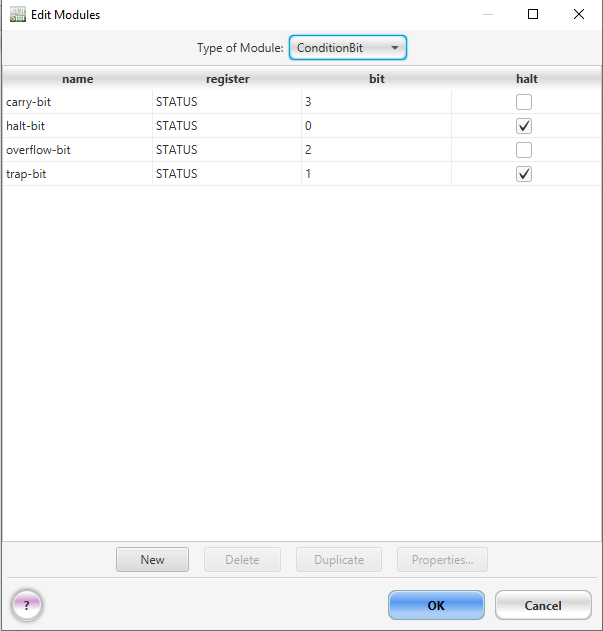 Edit Modules
Type of Module: ConditionBit
name register bit halt
carry-bit STATUS 3
halt-bit STATUS 0
overflow-bit STATUS 2
trap-bit STATUS 1
New Delete Duplicate Properties...
? OK Cancel